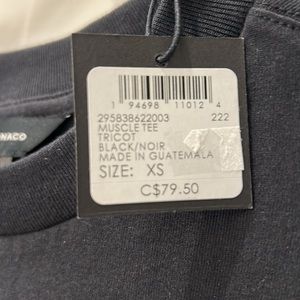 NACO
1 94698 11012 4
295838622003 222
MUSCLE TEE
TRICOT
BLACK/NOIR
MADE IN GUATEMALA
SIZE: XS
C$79.50